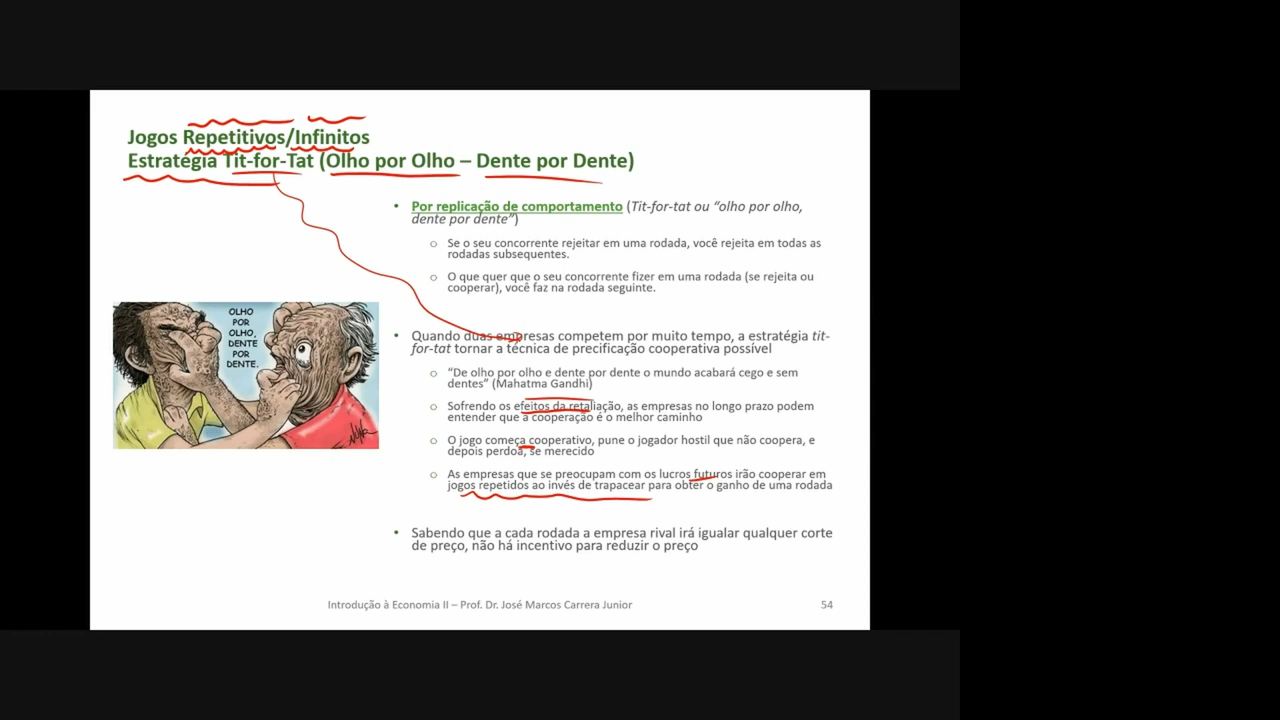 Jogos Repetitivos/Infinitos
Estratégia Tit-for-Tat (Olho por Olho – Dente por Dente)
• Por replicação de comportamento (Tit-for-tat ou “olho por olho,
dente por dente”)
o Se o seu concorrente rejeitar em uma rodada, você rejeita em todas as
rodadas subsequentes.
o O que quer que o seu concorrente fizer em uma rodada (se rejeita ou
cooperar), você faz na rodada seguinte.
OLHO
POR
OLHO,
DENTE
POR
DENTE.
• Quando duas empresas competem por muito tempo, a estratégia tit-
for-tat tornar a técnica de precificação cooperativa possível
o “De olho por olho e dente por dente o mundo acabará cego e sem
dentes” (Mahatma Gandhi)
o Sofrendo os efeitos da retaliação, as empresas no longo prazo podem
entender que a cooperação é o melhor caminho
o O jogo começa cooperativo, pune o jogador hostil que não coopera, e
depois perdoa, se merecido
o As empresas que se preocupam com os lucros futuros irão cooperar em
jogos repetidos ao invés de trapacear para obter o ganho de uma rodada
• Sabendo que a cada rodada a empresa rival irá igualar qualquer corte
de preço, não há incentivo para reduzir o preço
Introdução à Economia II – Prof. Dr. José Marcos Carrera Junior
54